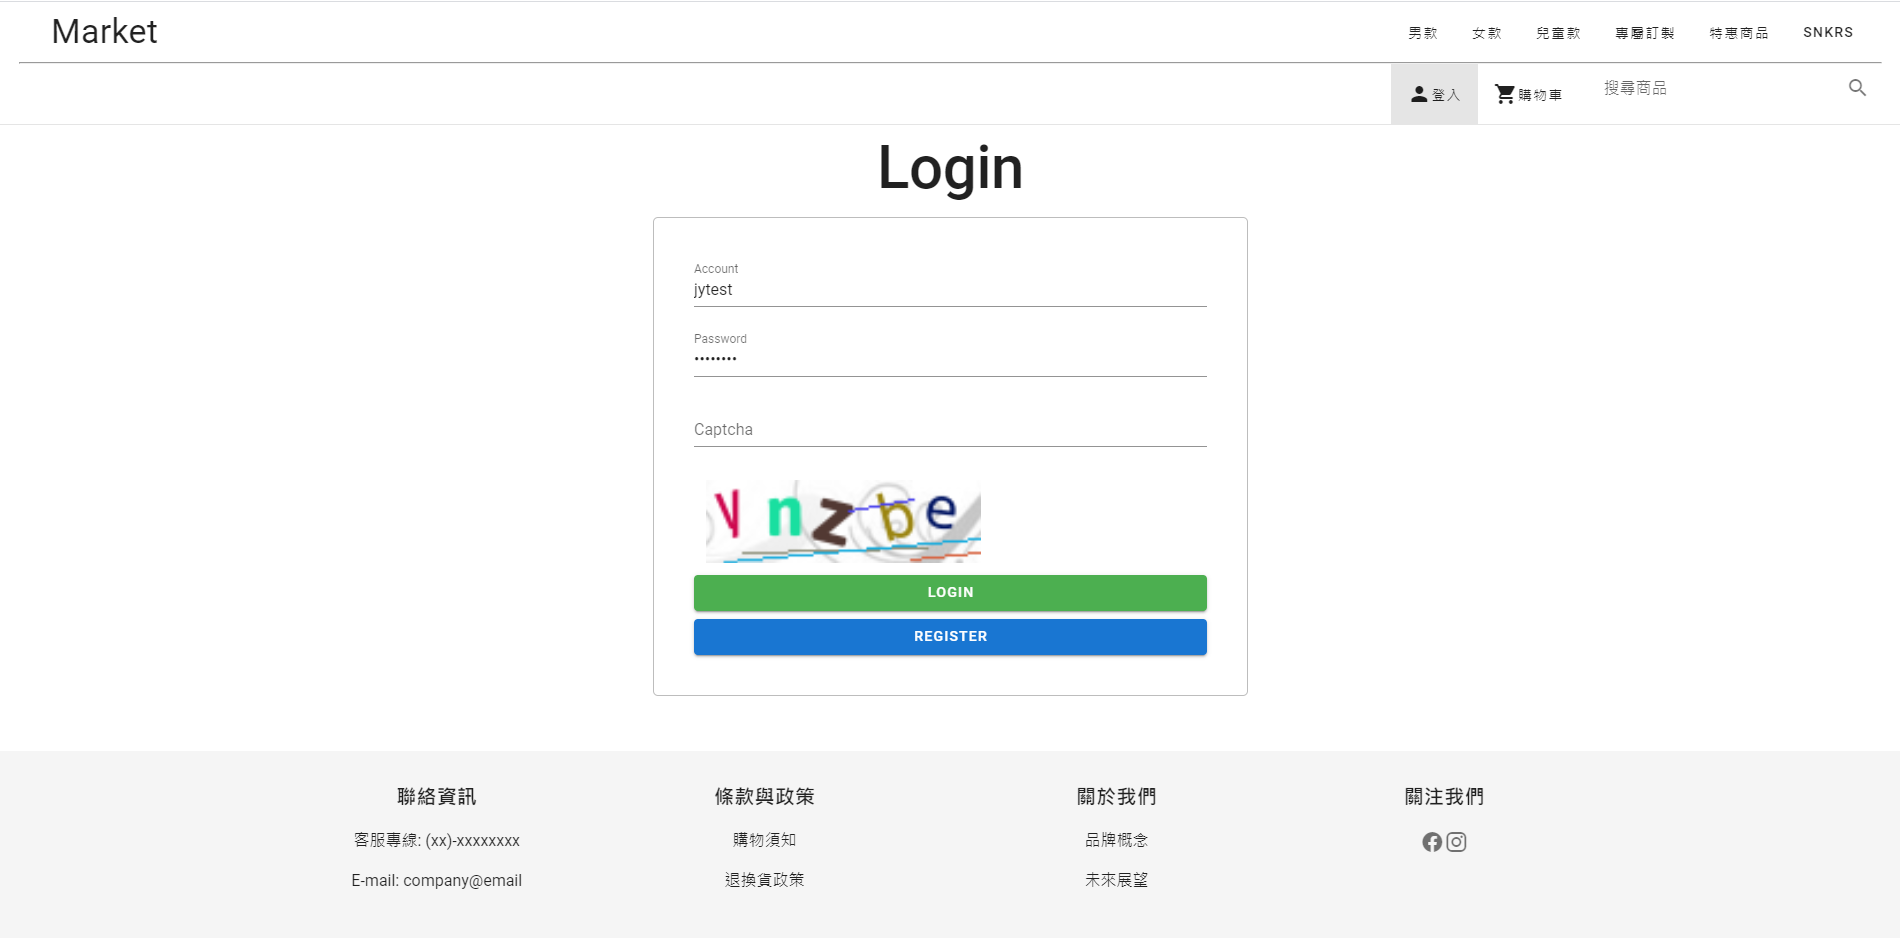 Market
男款 女款 兒童款 專屬訂製 特惠商品 SNKRS
登入 購物車 搜尋商品
Login
Account
jytest
Password
••••••••
Captcha
Ynzbe
LOGIN
REGISTER
聯絡資訊 條款與政策 關於我們 關注我們
客服專線: (xx)-xxxxxxxx 購物須知 品牌概念
E-mail: company@email 退換貨政策 未來展望